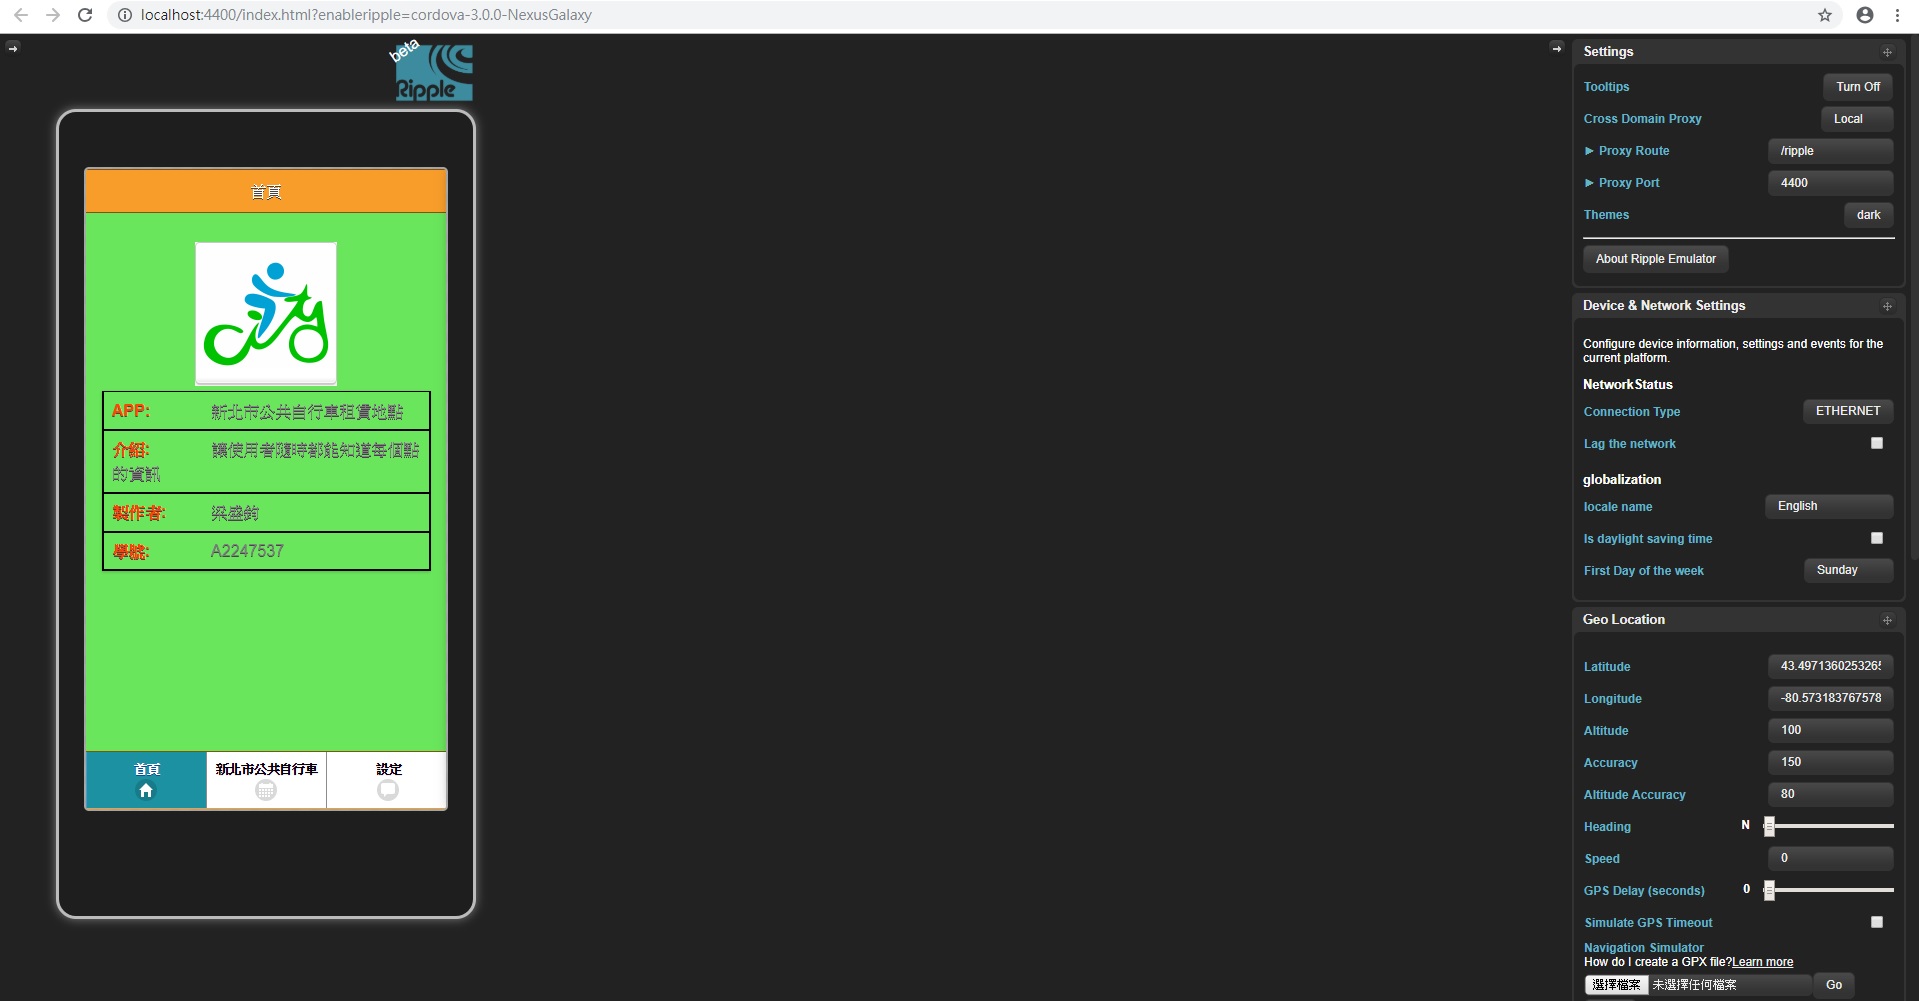 localhost:4400/index.html?enableripple=cordova-3.0.0-NexusGalaxy
beta
Ripple
首頁
city
APP: 新北市公共自行車租賃地點
介紹: 讓使用者隨時都能知道每個點
的資訊
製作者: 梁盛鈞
學號: A2247537
首頁
新北市公共自行車
設定
Settings
Tooltips Turn Off
Cross Domain Proxy Local
► Proxy Route /ripple
► Proxy Port 4400
Themes dark
About Ripple Emulator
Device & Network Settings
Configure device information, settings and events for the
current platform.
NetworkStatus
Connection Type ETHERNET
Lag the network
globalization
locale name English
Is daylight saving time
First Day of the week Sunday
Geo Location
Latitude 43.4971360253265
Longitude -80.573183767578
Altitude 100
Accuracy 150
Altitude Accuracy 80
Heading N
Speed 0
GPS Delay (seconds) 0
Simulate GPS Timeout
Navigation Simulator
How do I create a GPX file?Learn more
選擇檔案 未選擇任何檔案 Go